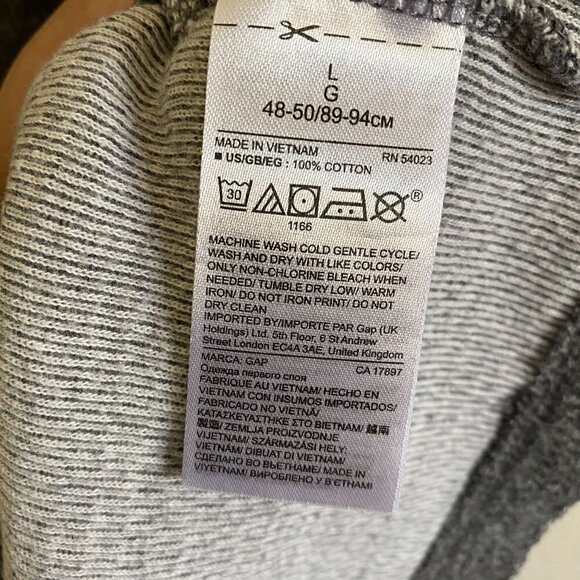 L
G
48-50/89-94CM
MADE IN VIETNAM RN 54023
■ US/GB/EG : 100% COTTON
30 ®
1166
MACHINE WASH COLD GENTLE CYCLE/
WASH AND DRY WITH LIKE COLORS/
ONLY NON-CHLORINE BLEACH WHEN
NEEDED/ TUMBLE DRY LOW/ WARM
IRON/ DO NOT IRON PRINT/ DO NOT
DRY CLEAN
IMPORTED BY/IMPORTE PAR Gap (UK
Holdings) Ltd. 5th Floor, 6 St Andrew
Street London EC4A 3AE, United Kingdom
MARCA: GAP CA 17897
Одежда первого слоя
FABRIQUE AU VIETNAM/ HECHO EN
VIETNAM CON INSUMOS IMPORTADOS/
FABRICADO NO VIETNÃ/
ΚΑΤΑΣΚΕΥΑΣΤΗΚΕ ΣΤΟ ΒΙΕΤΝΑΜ/ 越南
製造/ ZEMLJA PROIZVODNJE
VIJETNAM/ SZÁRMAZÁSI HELY:
VIETNAM/ DIBUAT DI VIETNAM/
СДЕЛАНО ВО ВЬЕТНАМЕ/ MADE IN
VIYETNAM/ ВИРОБЛЕНО У В'ЄТНАМІ